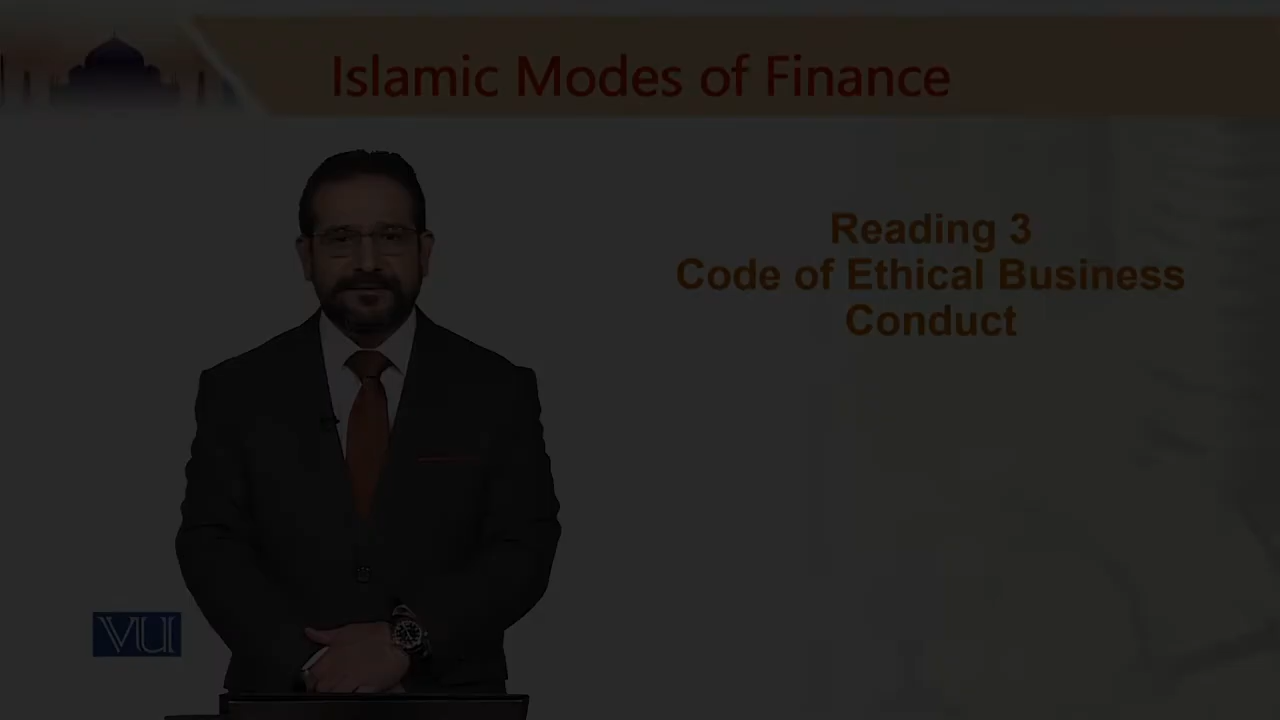 Islamic Modes of Finance
Reading 3
Code of Ethical Business
Conduct
VU